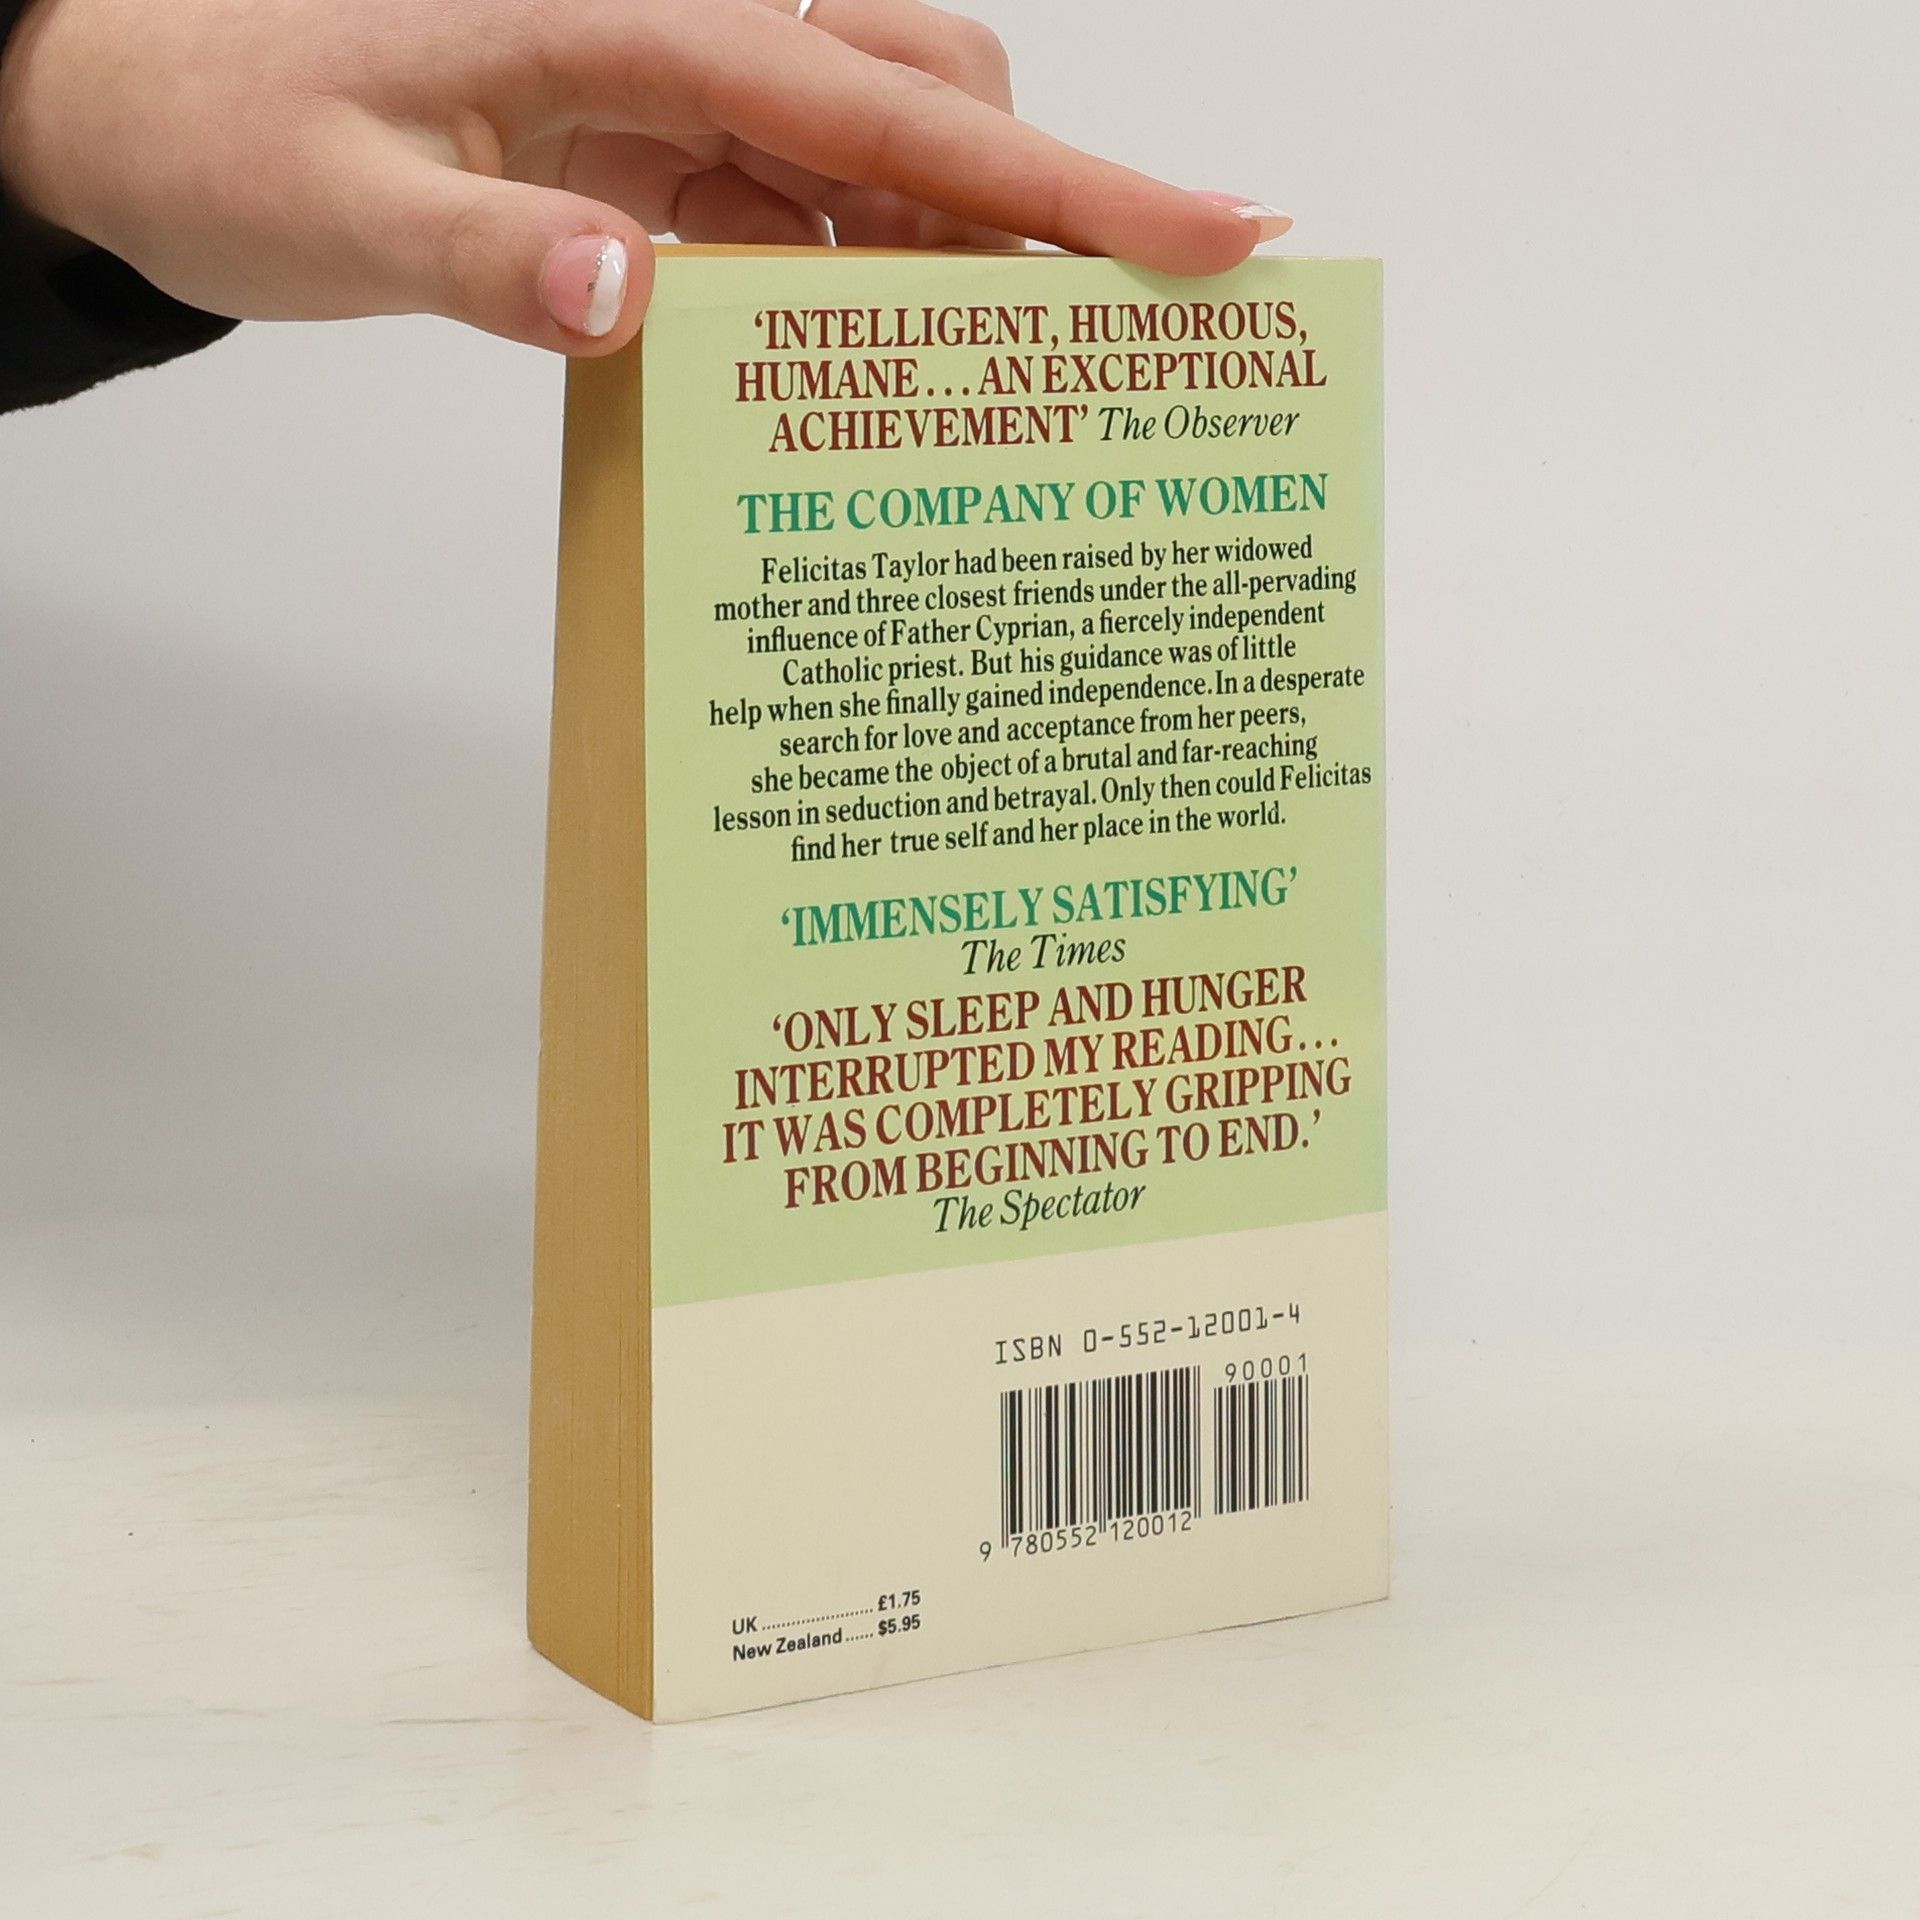 ‘INTELLIGENT, HUMOROUS,
HUMANE...AN EXCEPTIONAL
ACHIEVEMENT’ The Observer
THE COMPANY OF WOMEN
Felicitas Taylor had been raised by her widowed
mother and three closest friends under the all-pervading
influence of Father Cyprian, a fiercely independent
Catholic priest. But his guidance was of little
help when she finally gained independence. In a desperate
search for love and acceptance from her peers,
she became the object of a brutal and far-reaching
lesson in seduction and betrayal. Only then could Felicitas
find her true self and her place in the world.
‘IMMENSELY SATISFYING’
The Times
‘ONLY SLEEP AND HUNGER
INTERRUPTED MY READING...
IT WAS COMPLETELY GRIPPING
FROM BEGINNING TO END.’
The Spectator
ISBN 0-552-12001-4
90001
9 780552 120012
UK ....................... £1.75
New Zealand ...... $5.95